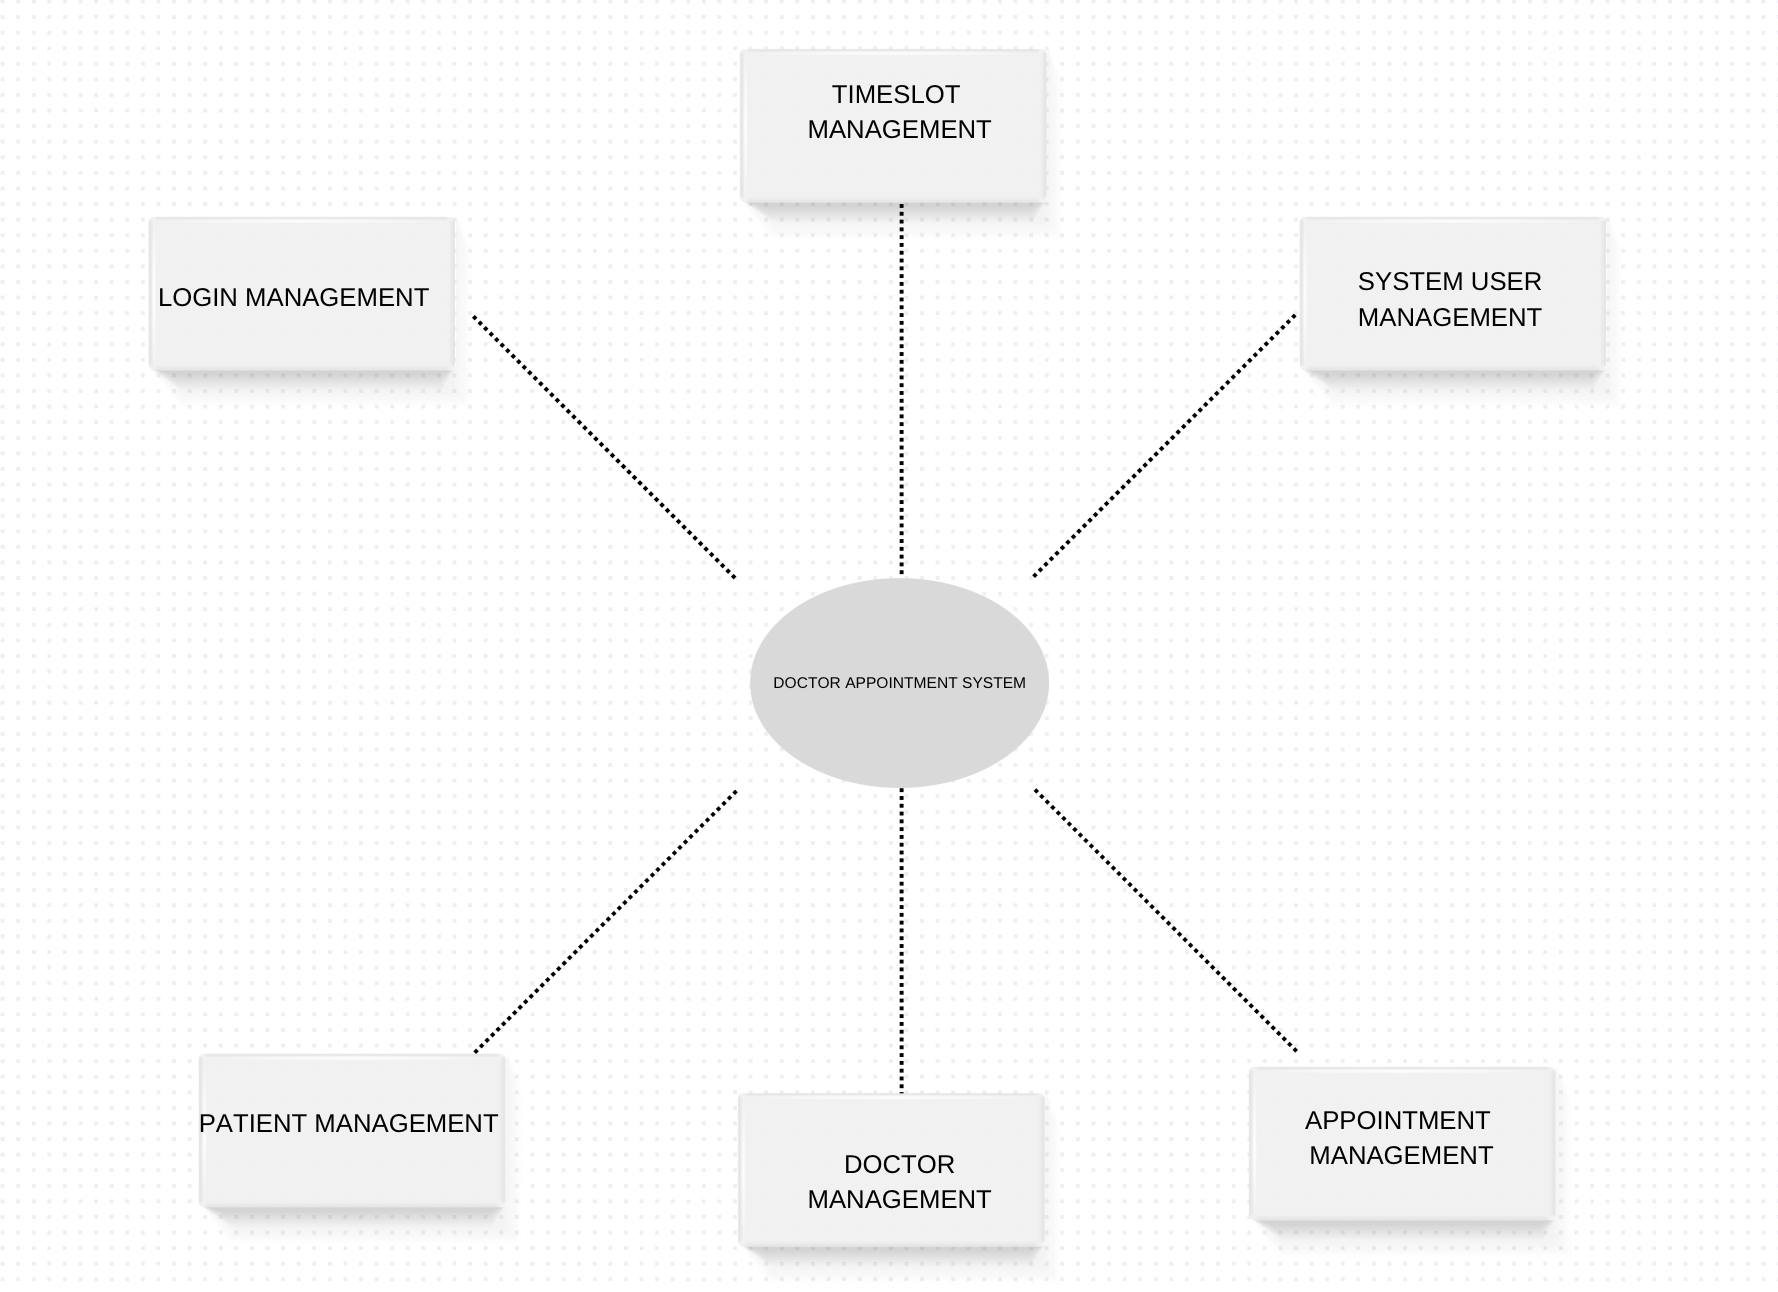 TIMESLOT
MANAGEMENT
LOGIN MANAGEMENT
SYSTEM USER
MANAGEMENT
DOCTOR APPOINTMENT SYSTEM
PATIENT MANAGEMENT
DOCTOR
MANAGEMENT
APPOINTMENT
MANAGEMENT